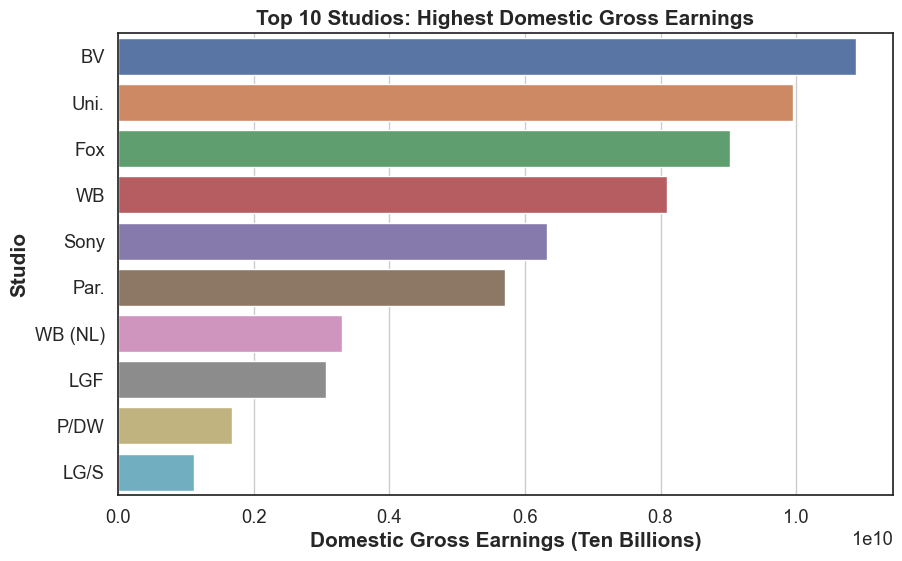 Top 10 Studios: Highest Domestic Gross Earnings
BV
Uni.
Fox
WB
Sony
Par.
WB (NL)
LGF
P/DW
LG/S
Studio
0.0 0.2 0.4 0.6 0.8 1.0
1e10
Domestic Gross Earnings (Ten Billions)